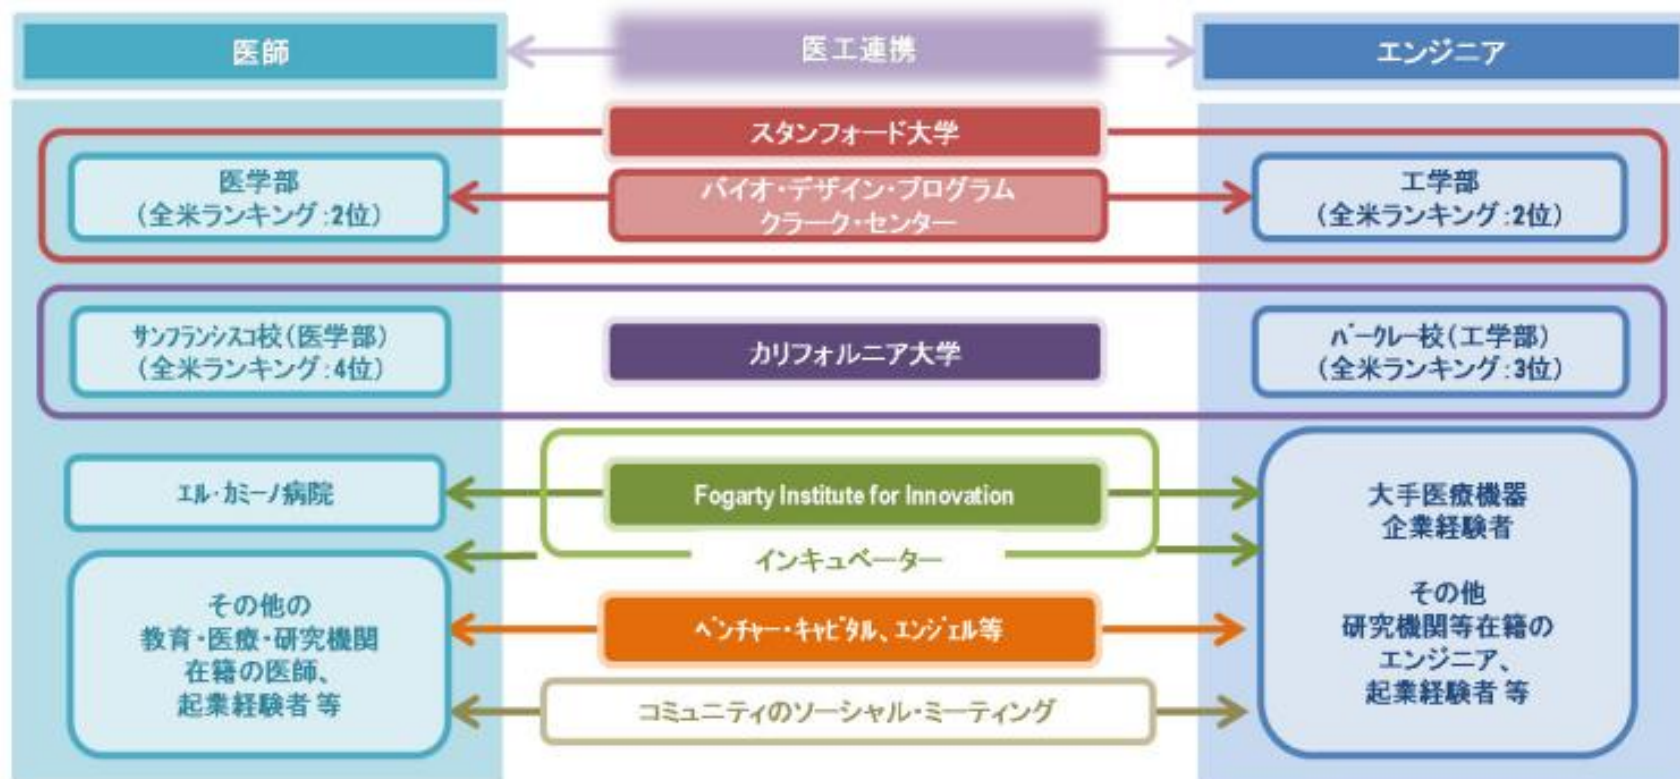 医師
医工連携
エンジニア
スタンフォード大学
医学部
(全米ランキング:2位)
バイオ・デザイン・プログラム
クラーク・センター
工学部
(全米ランキング:2位)
サンフランシスコ校(医学部)
(全米ランキング:4位)
カリフォルニア大学
バークレー校(工学部)
(全米ランキング:3位)
エル・カミーノ病院
Fogarty Institute for Innovation
インキュベーター
大手医療機器
企業経験者
その他
研究機関等在籍の
エンジニア、
起業経験者 等
その他の
教育・医療・研究機関
在籍の医師、
起業経験者 等
ベンチャー・キャピタル、エンジェル等
コミュニティのソーシャル・ミーティング